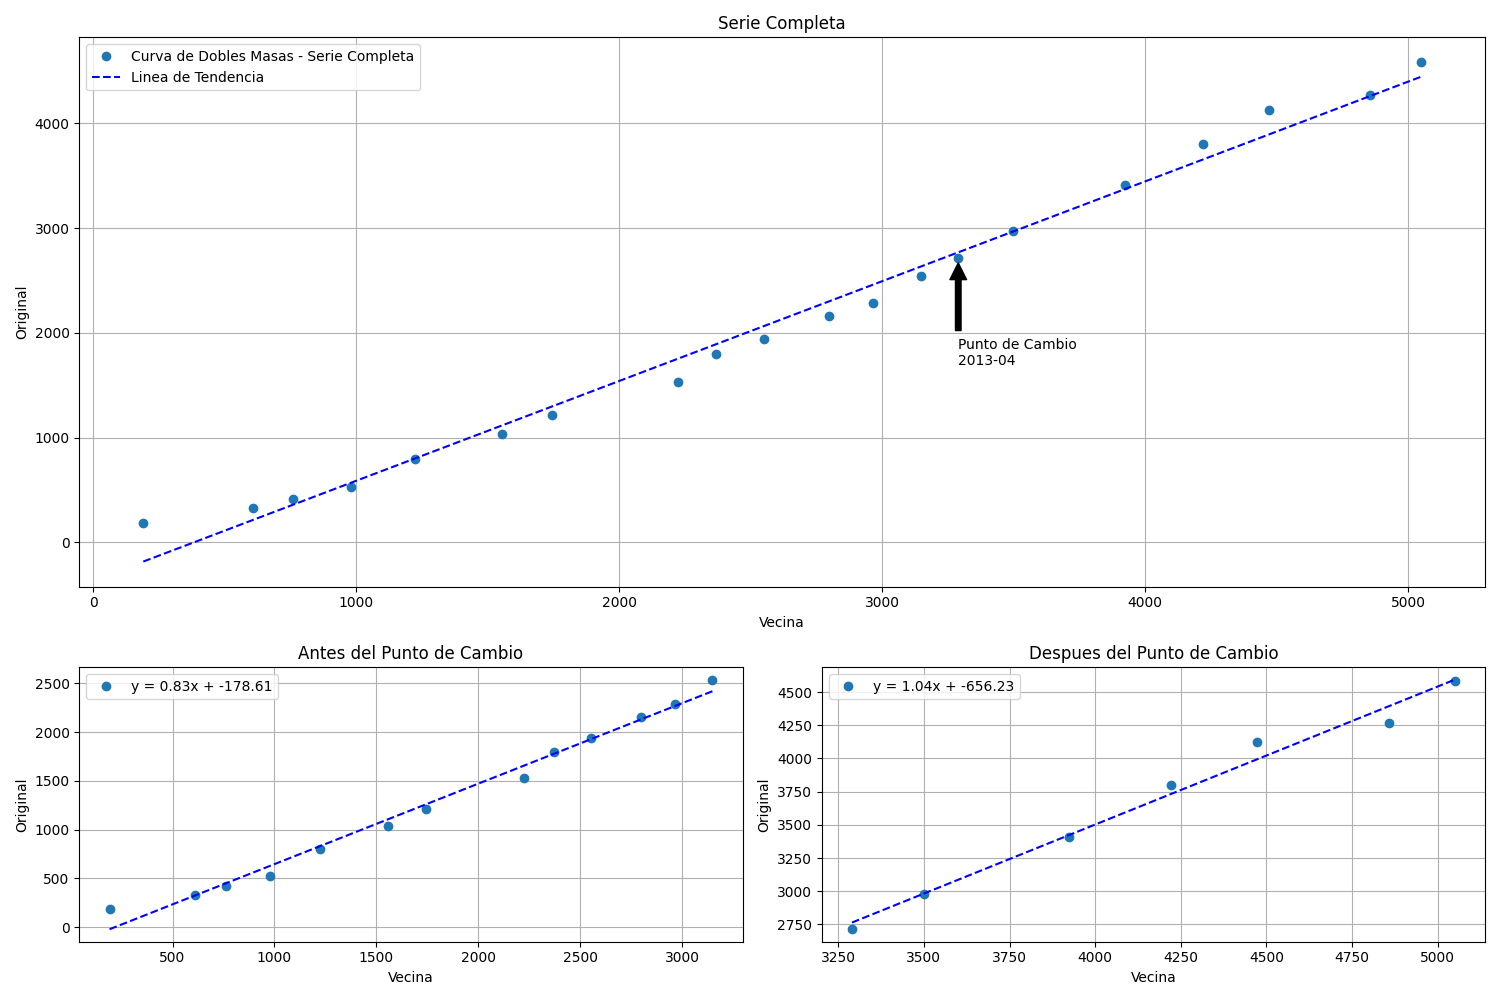 Serie Completa
Curva de Dobles Masas - Serie Completa
Linea de Tendencia
4000
3000
2000
1000
0
Original
Punto de Cambio
2013-04
0 1000 2000 3000 4000 5000
Vecina
Antes del Punto de Cambio
y = 0.83x + -178.61
2500
2000
1500
1000
500
0
Original
500 1000 1500 2000 2500 3000
Vecina
Despues del Punto de Cambio
y = 1.04x + -656.23
4500
4250
4000
3750
3500
3250
3000
2750
Original
3250 3500 3750 4000 4250 4500 4750 5000
Vecina